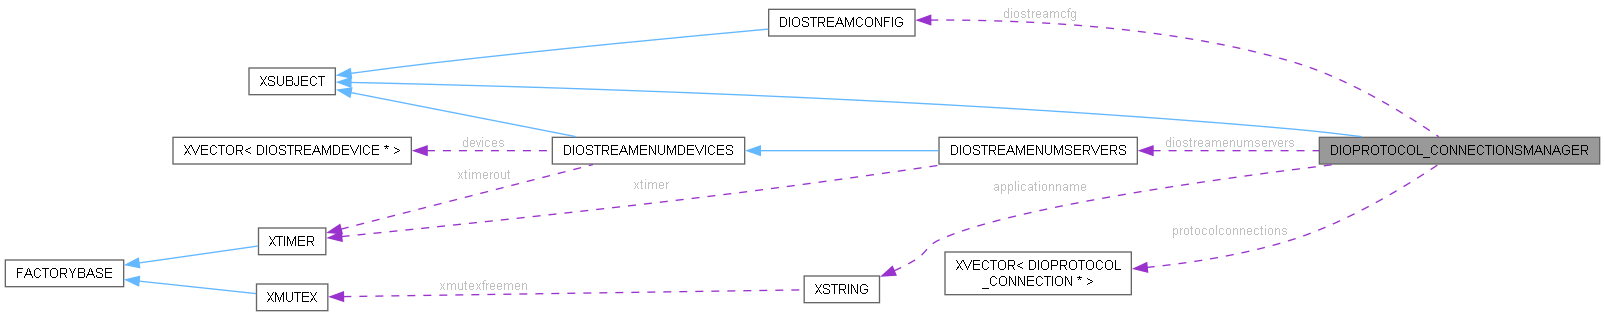 DIOSTREAMCONFIG
diostreamcfg
XSUBJECT
XVECTOR< DIOSTREAMDEVICE * >
devices
DIOSTREAMENUMDEVICES
DIOSTREAMENUMSERVERS
diostreamenumservers
DIOPROTOCOL_CONNECTIONSMANAGER
xtimerout
xtimer
applicationname
protocolconnections
XTIMER
FACTORYBASE
XVECTOR< DIOPROTOCOL
_CONNECTION * >
XMUTEX
xmutexfreemen
XSTRING